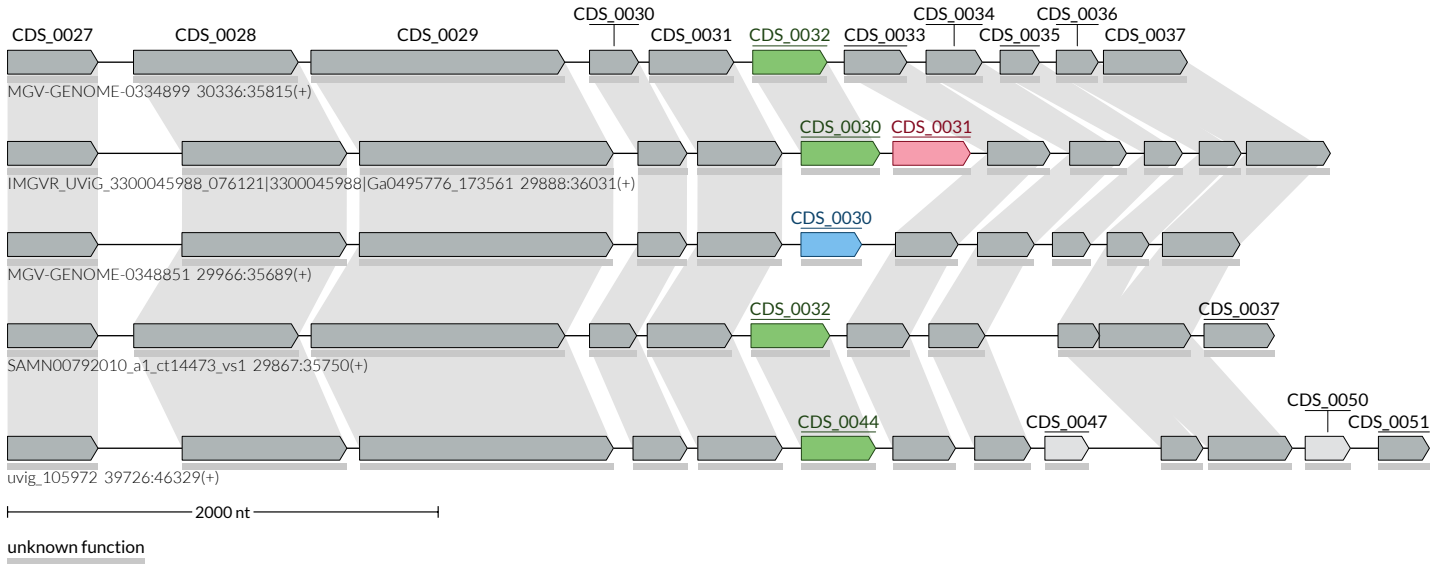 CDS_0030 CDS_0034 CDS_0036
CDS_0027 CDS_0028 CDS_0029 CDS_0031 CDS_0032 CDS_0033 CDS_0035 CDS_0037
MGV-GENOME-0334899 30336:35815(+)
CDS_0030 CDS_0031
IMGVR_UViG_3300045988_076121|3300045988|Ga0495776_173561 29888:36031(+)
CDS_0030
MGV-GENOME-0348851 29966:35689(+)
CDS_0032 CDS_0037
SAMN00792010_a1_ct14473_vs1 29867:35750(+)
CDS_0050
CDS_0044 CDS_0047 CDS_0051
uvig_105972 39726:46329(+)
2000 nt
unknown function